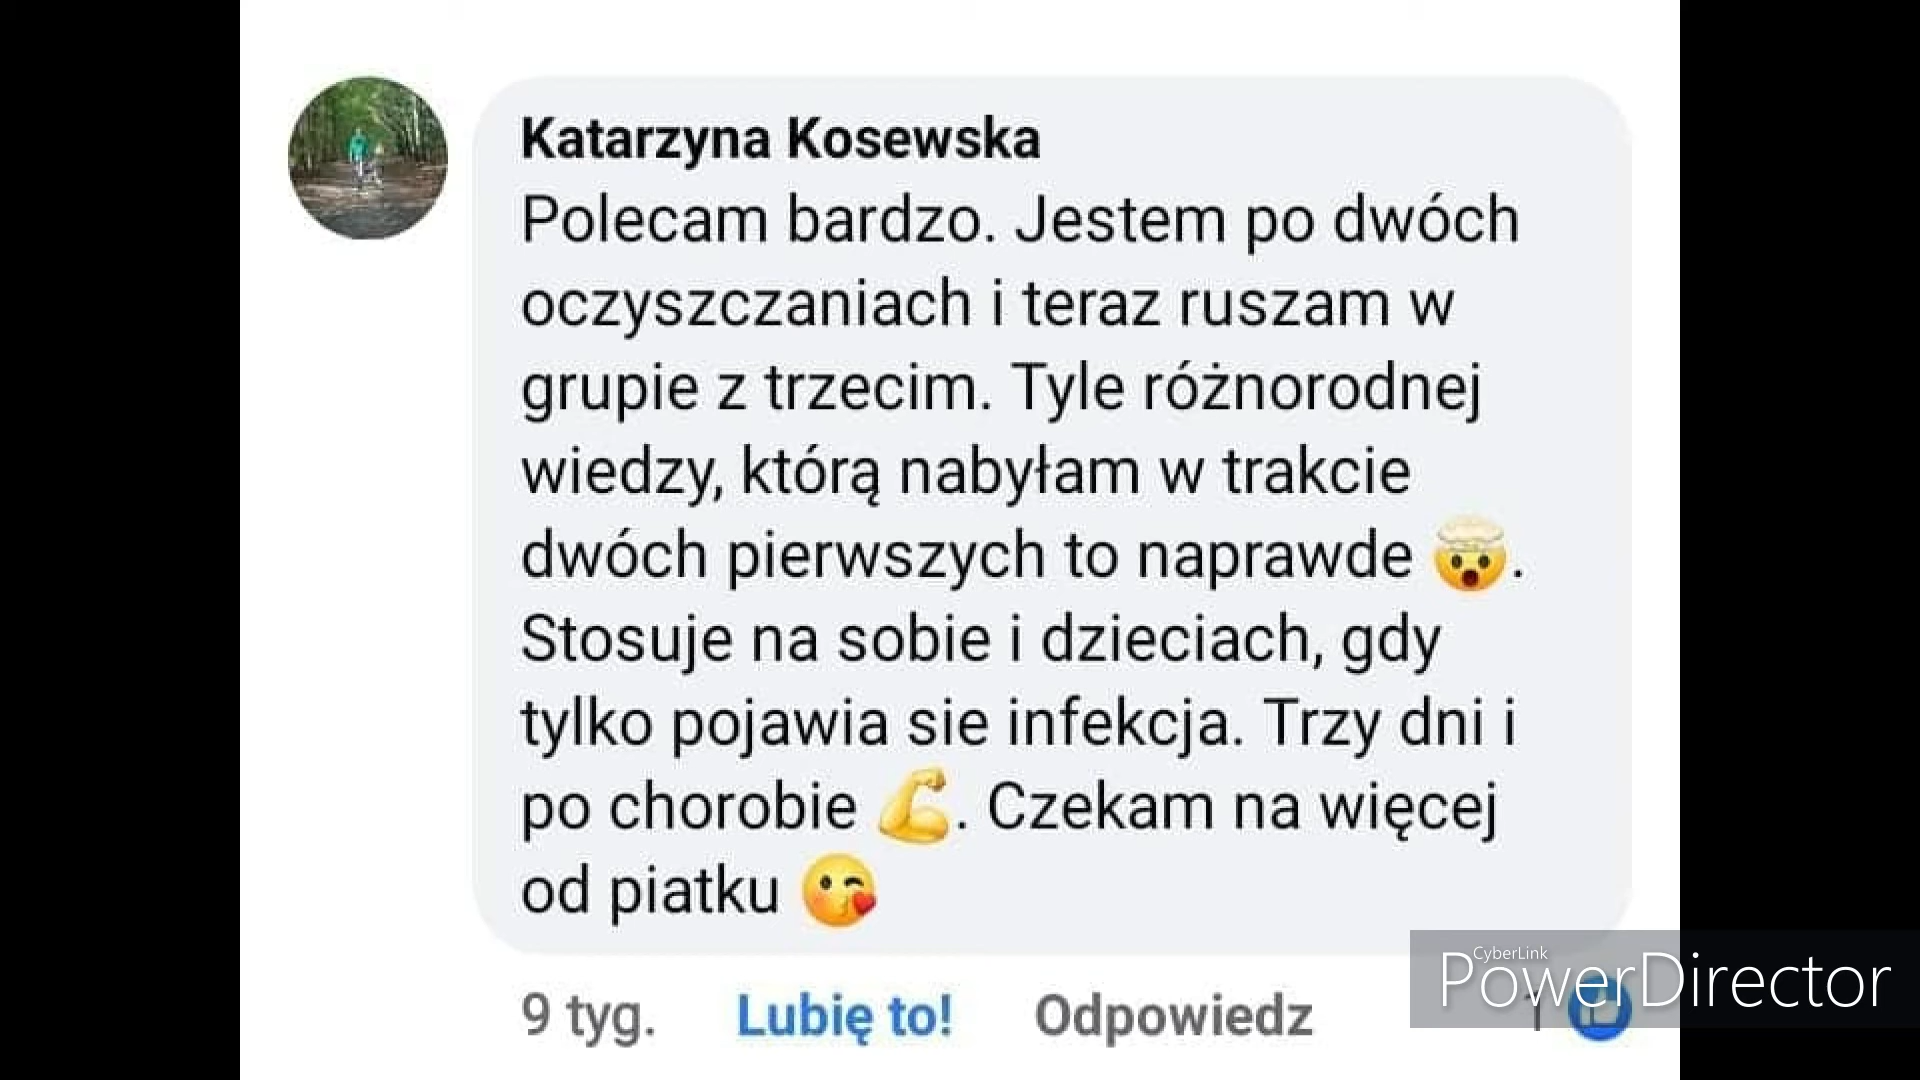 Katarzyna Kosewska
Polecam bardzo. Jestem po dwóch
oczyszczaniach i teraz ruszam w
grupie z trzecim. Tyle różnorodnej
wiedzy, którą nabyłam w trakcie
dwóch pierwszych to naprawde 🤯.
Stosuje na sobie i dzieciach, gdy
tylko pojawia sie infekcja. Trzy dni i
po chorobie 💪. Czekam na więcej
od piatku 😘
9 tyg. Lubię to! Odpowiedz 1
CyberLink
PowerDirector